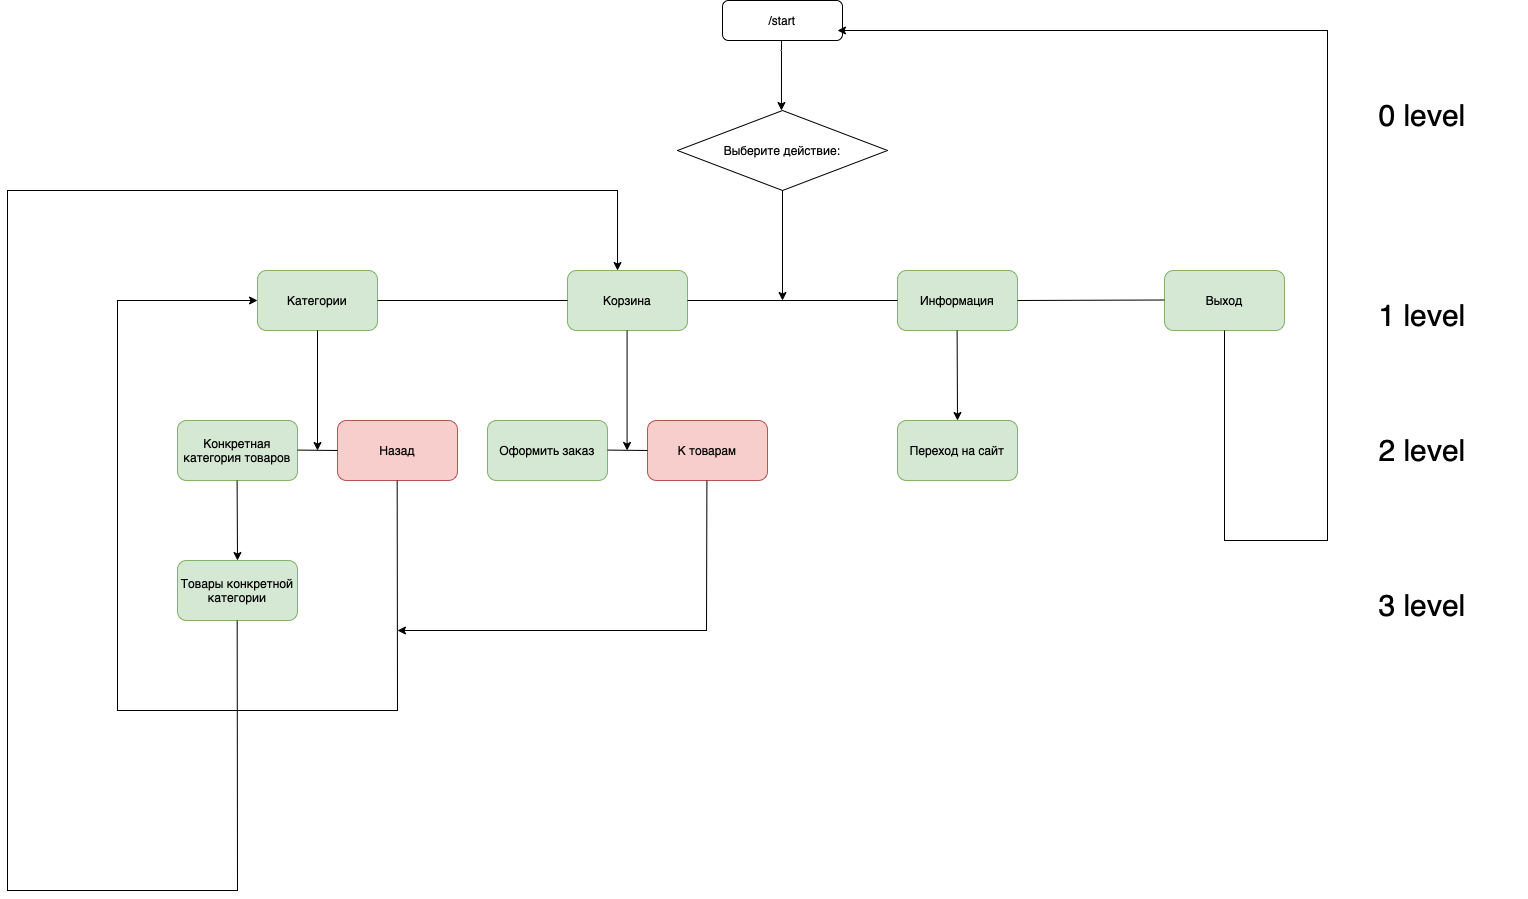 /start
0 level
Выберите действие:
Категории
Корзина
Информация
Выход
1 level
Конкретная
категория товаров
Назад
Оформить заказ
К товарам
Переход на сайт
2 level
Товары конкретной
категории
3 level